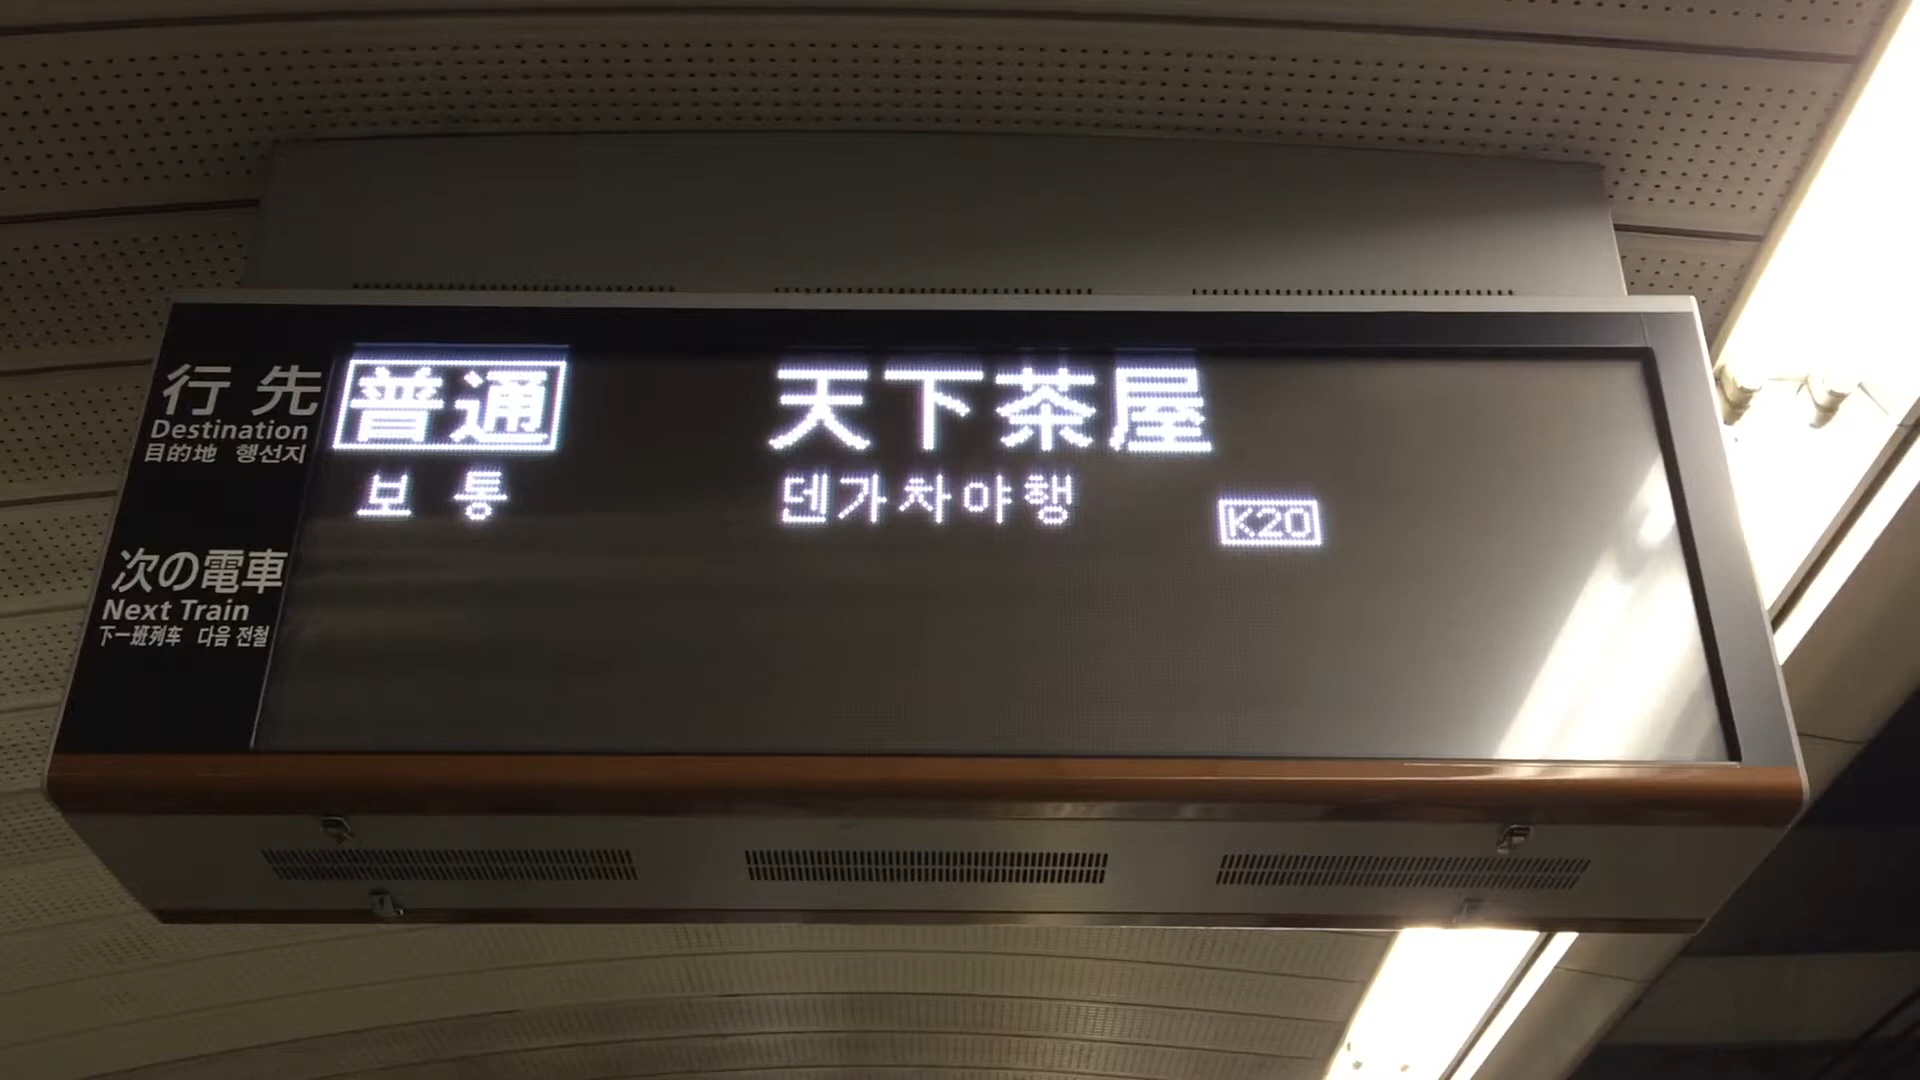 行先 普通 天下茶屋
Destination
目的地 행선지
보통 덴가차야행 K20
次の電車
Next Train
下一班列车 다음 전철